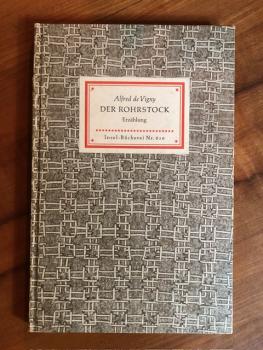 Alfred de Vigny
DER ROHRSTOCK
Erzählung
Insel-Bücherei Nr.